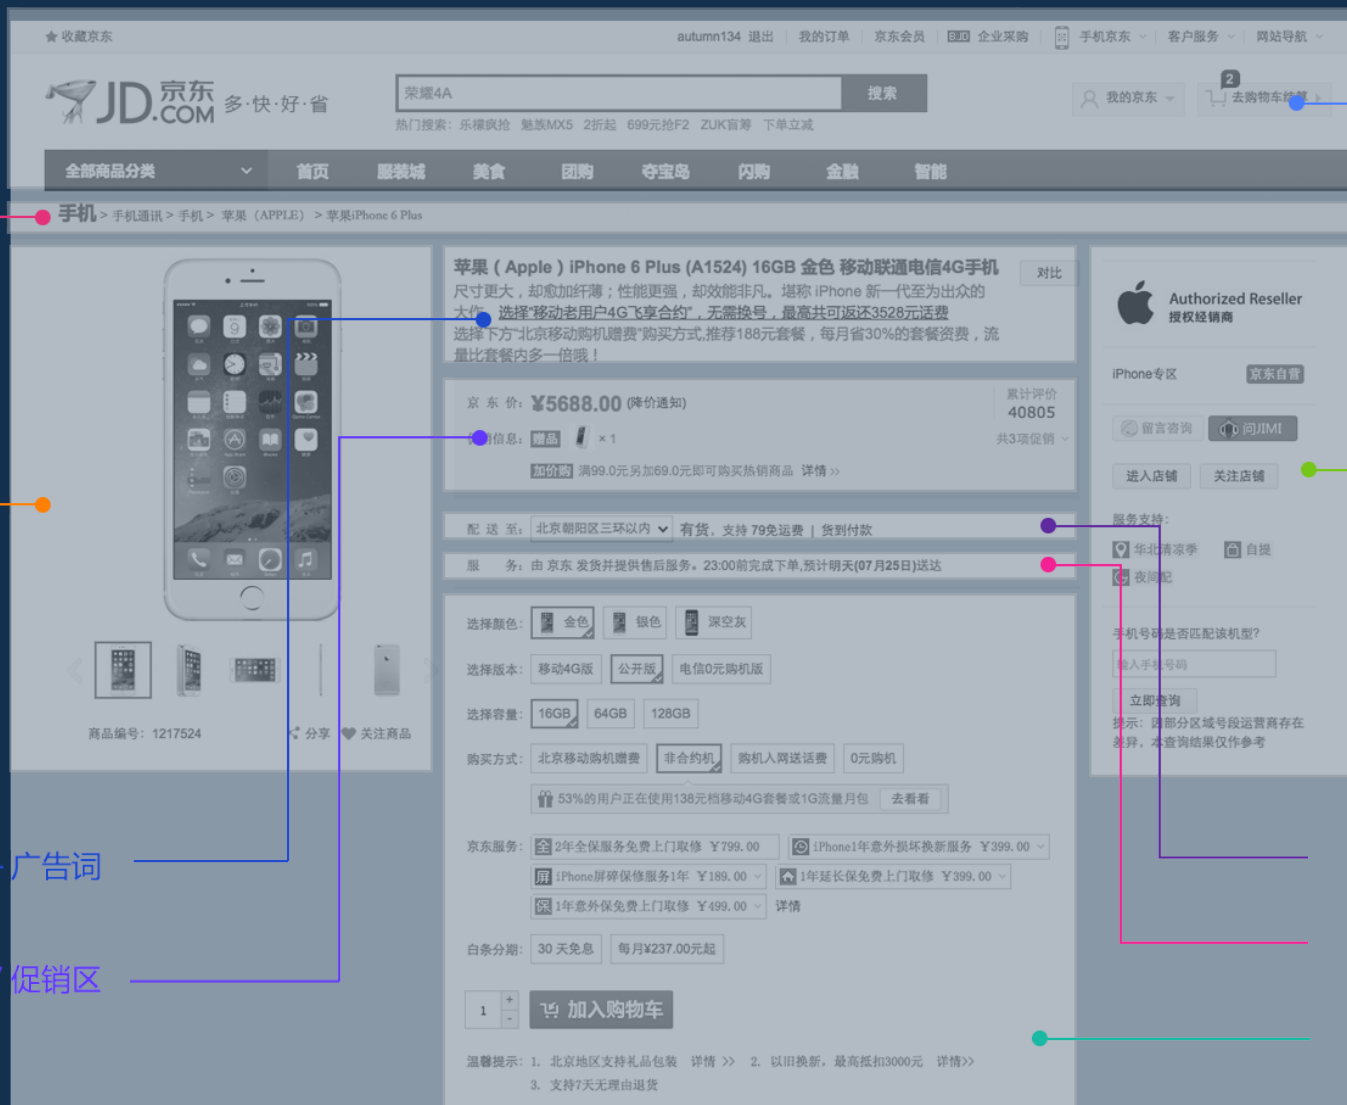 收藏京东
autumn134 退出 我的订单 京东会员 BJD 企业采购 手机京东 客户服务 网站导航
JD.COM 京东 多·快·好·省
荣耀4A 搜索
我的京东 2 去购物车结算
热门搜索: 乐檬疯抢 魅族MX5 2折起 699元抢F2 ZUK盲筹 下单立减
全部商品分类 首页 服装城 美食 团购 夺宝岛 闪购 金融 智能
手机 > 手机通讯 > 手机 > 苹果（APPLE） > 苹果iPhone 6 Plus
苹果（Apple）iPhone 6 Plus (A1524) 16GB 金色 移动联通电信4G手机
对比
尺寸更大，却愈加纤薄；性能更强，却效能非凡。堪称 iPhone 新一代至为出众的
大作。选择“移动老用户4G飞享合约”，无需换号，最高共可返还3528元话费
选择下方“北京移动购机赠费”购买方式,推荐188元套餐，每月省30%的套餐资费，流
量比套餐内多一倍哦！
京 东 价: ¥5688.00 (降价通知)
累计评价
40805
信息: 赠品 × 1
共3项促销
加价购 满99.0元另加69.0元即可购买热销商品 详情 >>
配 送 至: 北京朝阳区三环以内 有货，支持 79免运费 | 货到付款
服 务: 由 京东 发货并提供售后服务。23:00前完成下单,预计明天(07月25日)送达
选择颜色: 金色 银色 深空灰
选择版本: 移动4G版 公开版 电信0元购机版
选择容量: 16GB 64GB 128GB
购买方式: 北京移动购机赠费 非合约机 购机入网送话费 0元购机
53%的用户正在使用138元档移动4G套餐或1G流量月包 去看看
京东服务: 全 2年全保服务免费上门取修 ￥799.00 iPhone1年意外损坏换新服务 ￥399.00
屏 iPhone屏碎保修服务1年 ￥189.00 1年延长保免费上门取修 ￥399.00
保 1年意外保免费上门取修 ￥499.00 详情
白条分期: 30 天免息 每月¥237.00元起
1 + - 加入购物车
温馨提示: 1. 北京地区支持礼品包装 详情 >> 2. 以旧换新，最高抵扣3000元 详情>>
3. 支持7天无理由退货
商品编号: 1217524 分享 关注商品
广告词
促销区
Authorized Reseller
授权经销商
iPhone专区 京东自营
留言咨询 问JIMI
进入店铺 关注店铺
服务支持:
华北清凉季 自提
夜间配
手机号码是否匹配该机型?
输入手机号码
立即查询
提示: 因部分区域号段运营商存在
差异，本查询结果仅作参考